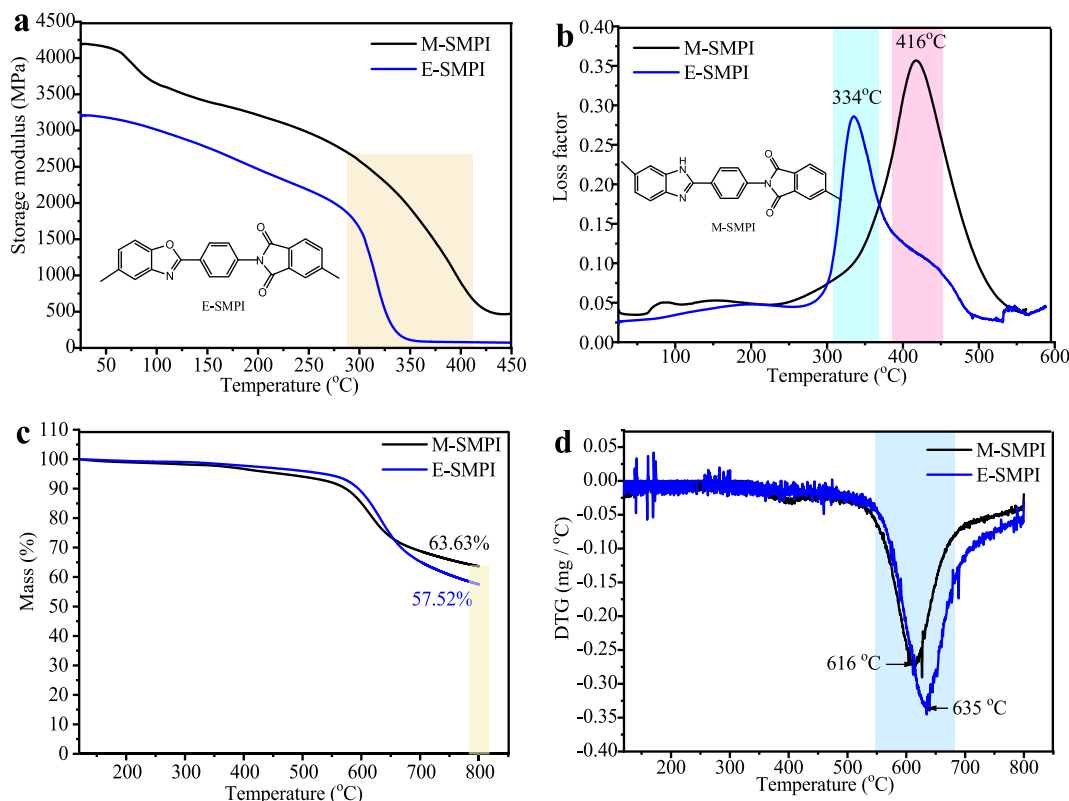 a
M-SMPI
E-SMPI
Storage modulus (MPa)
4500
4000
3500
3000
2500
2000
1500
1000
500
0
O
N
O
N
O
E-SMPI
50 100 150 200 250 300 350 400 450
Temperature (°C)
b
M-SMPI
E-SMPI
416°C
334°C
Loss factor
0.35
0.30
0.25
0.20
0.15
0.10
0.05
0.00
H
N
N
O
N
O
M-SMPI
100 200 300 400 500 600
Temperature (°C)
c
M-SMPI
E-SMPI
Mass (%)
110
100
90
80
70
60
50
40
30
20
10
0
63.63%
57.52%
200 300 400 500 600 700 800
Temperature (°C)
d
M-SMPI
E-SMPI
DTG (mg / °C)
0.05
0.00
-0.05
-0.10
-0.15
-0.20
-0.25
-0.30
-0.35
-0.40
616 °C
635 °C
200 300 400 500 600 700 800
Temperature (°C)